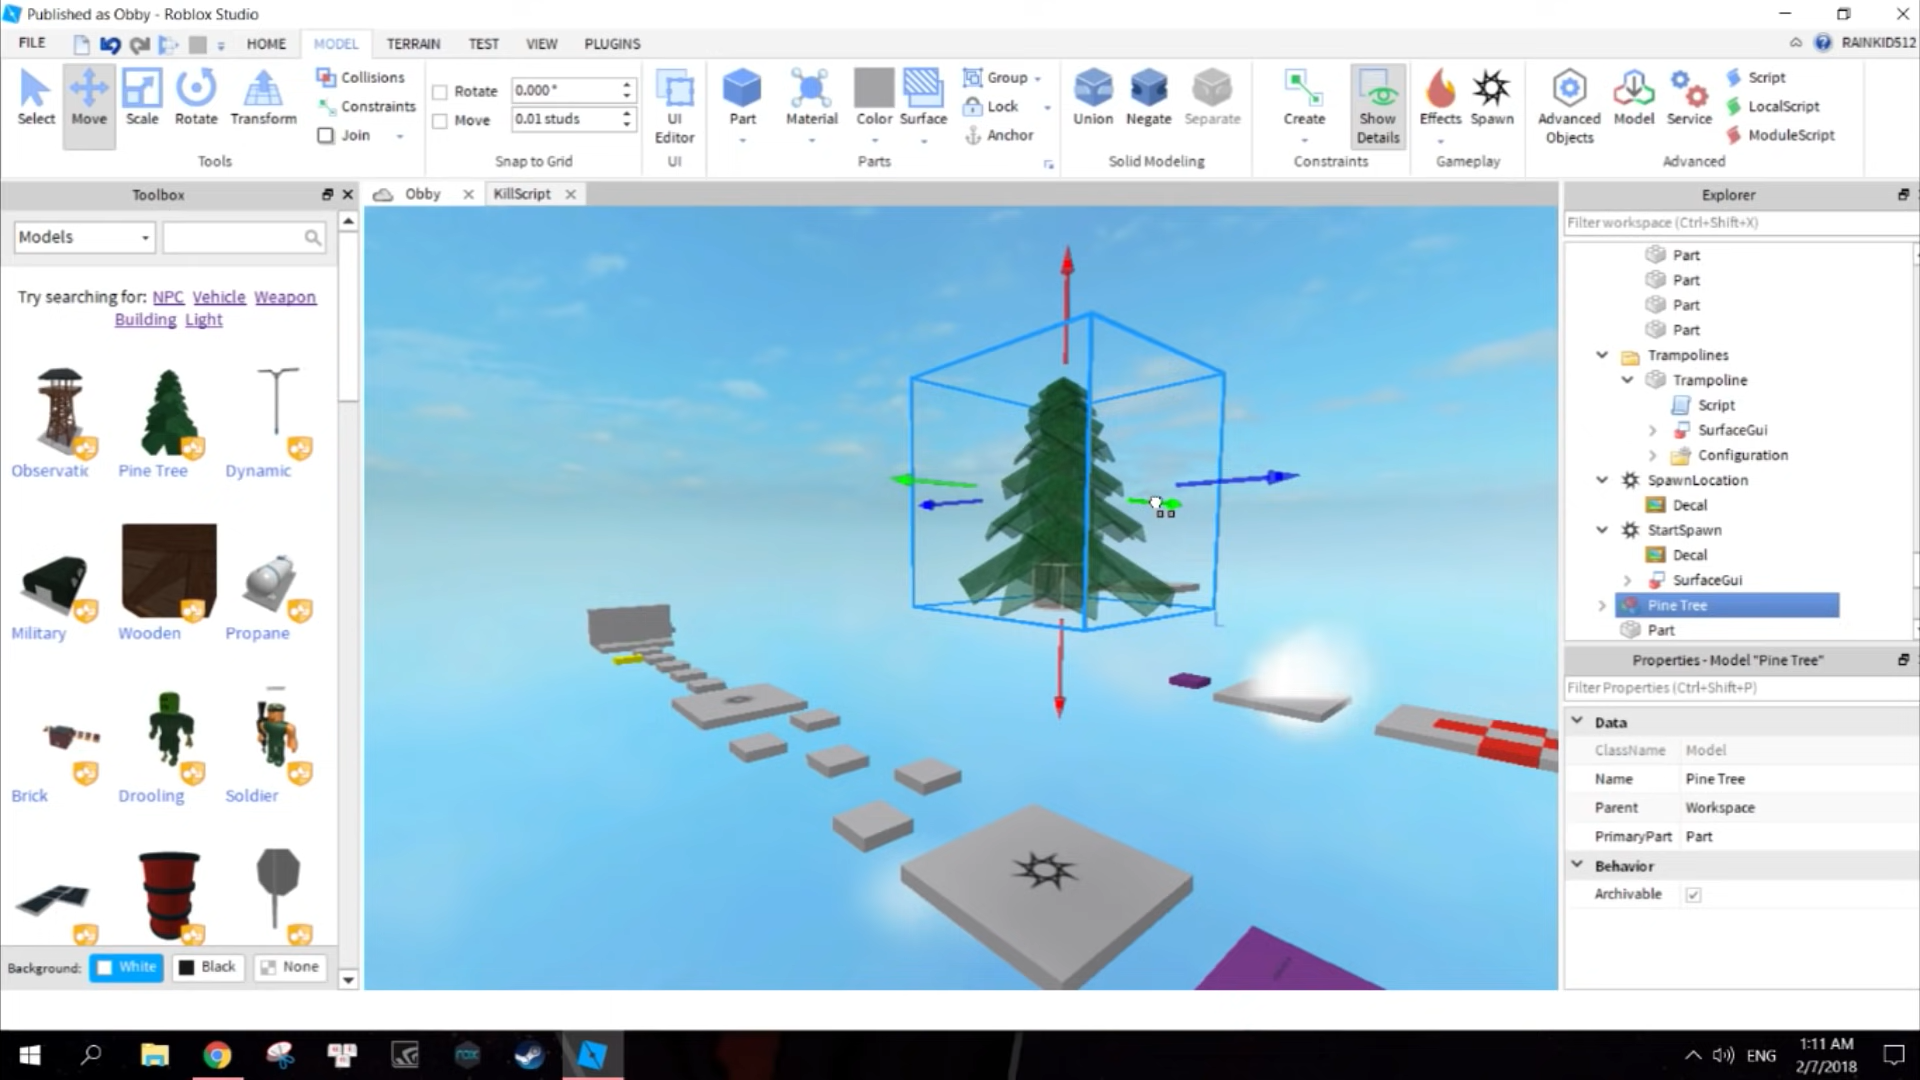 Published as Obby - Roblox Studio
FILE
HOME
MODEL
TERRAIN
TEST
VIEW
PLUGINS
RAINKID512
Select
Move
Scale
Rotate
Transform
Collisions
Constraints
Join
Tools
Rotate
0.000 °
Move
0.01 studs
Snap to Grid
UI
Editor
UI
Part
Material
Color
Surface
Group
Lock
Anchor
Parts
Union
Negate
Separate
Solid Modeling
Create
Show
Details
Constraints
Effects
Spawn
Gameplay
Advanced
Objects
Model
Service
Script
LocalScript
ModuleScript
Advanced
Toolbox
Models
Try searching for: NPC Vehicle Weapon
Building Light
Observatic
Pine Tree
Dynamic
Military
Wooden
Propane
Brick
Drooling
Soldier
Background:
White
Black
None
Obby
KillScript
Explorer
Filter workspace (Ctrl+Shift+X)
Part
Part
Part
Part
Trampolines
Trampoline
Script
SurfaceGui
Configuration
SpawnLocation
Decal
StartSpawn
Decal
SurfaceGui
Pine Tree
Part
Properties - Model "Pine Tree"
Filter Properties (Ctrl+Shift+P)
Data
ClassName Model
Name Pine Tree
Parent Workspace
PrimaryPart Part
Behavior
Archivable
ENG
1:11 AM
2/7/2018